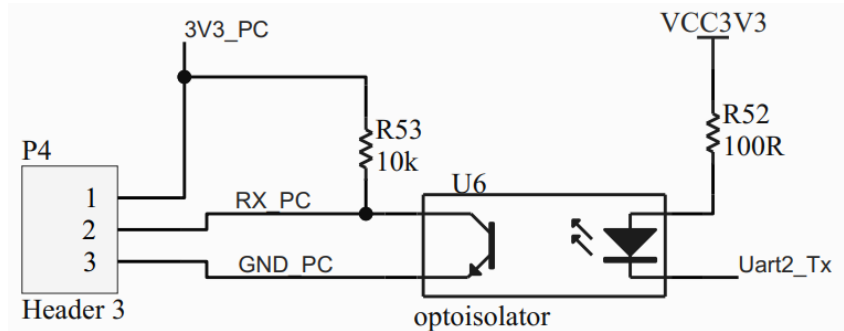 3V3_PC
VCC3V3
R53
10k
R52
100R
P4
1
2
3
Header 3
RX_PC
GND_PC
U6
Uart2_Tx
optoisolator